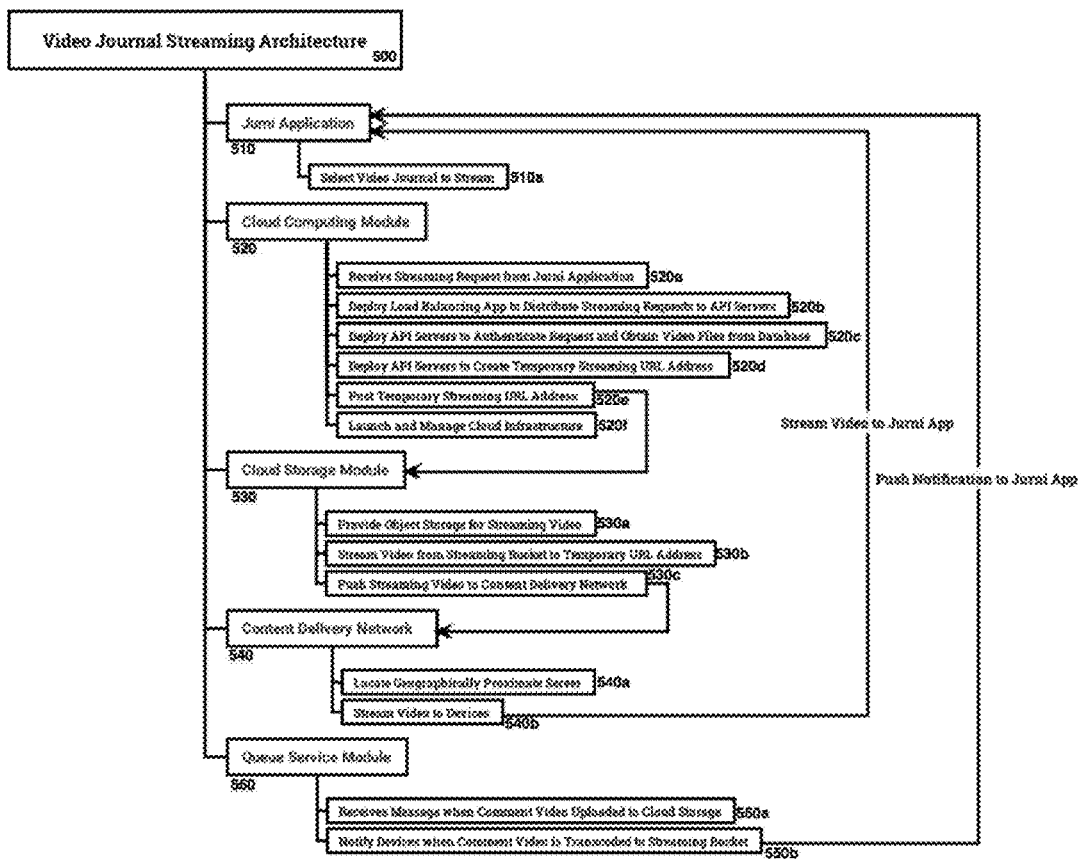 Video Journal Streaming Architecture
500
Jurni Application
510
Select Video Journal to Stream 510a
Cloud Computing Module
520
Receive Streaming Request from Jurni Application 520a
Deploy Load Balancing App to Distribute Streaming Requests to API Servers 520b
Deploy API Servers to Authenticate Request and Obtain Video Files from Database 520c
Deploy API Servers to Create Temporary Streaming URL Address 520d
Post Temporary Streaming URL Address 520e
Launch and Manage Cloud Infrastructure 520f
Stream Video to Jurni App
Cloud Storage Module
530
Push Notification to Jurni App
Provide Object Storage for Streaming Video 530a
Stream Video from Streaming Bucket to Temporary URL Address 530b
Push Streaming Video to Content Delivery Network 530c
Content Delivery Network
540
Locate Geographically Proximate Server 540a
Stream Video to Devices 540b
Queue Service Module
550
Receives Message when Comment Video Uploaded to Cloud Storage 550a
Notify Devices when Comment Video is Transcoded to Streaming Bucket 550b